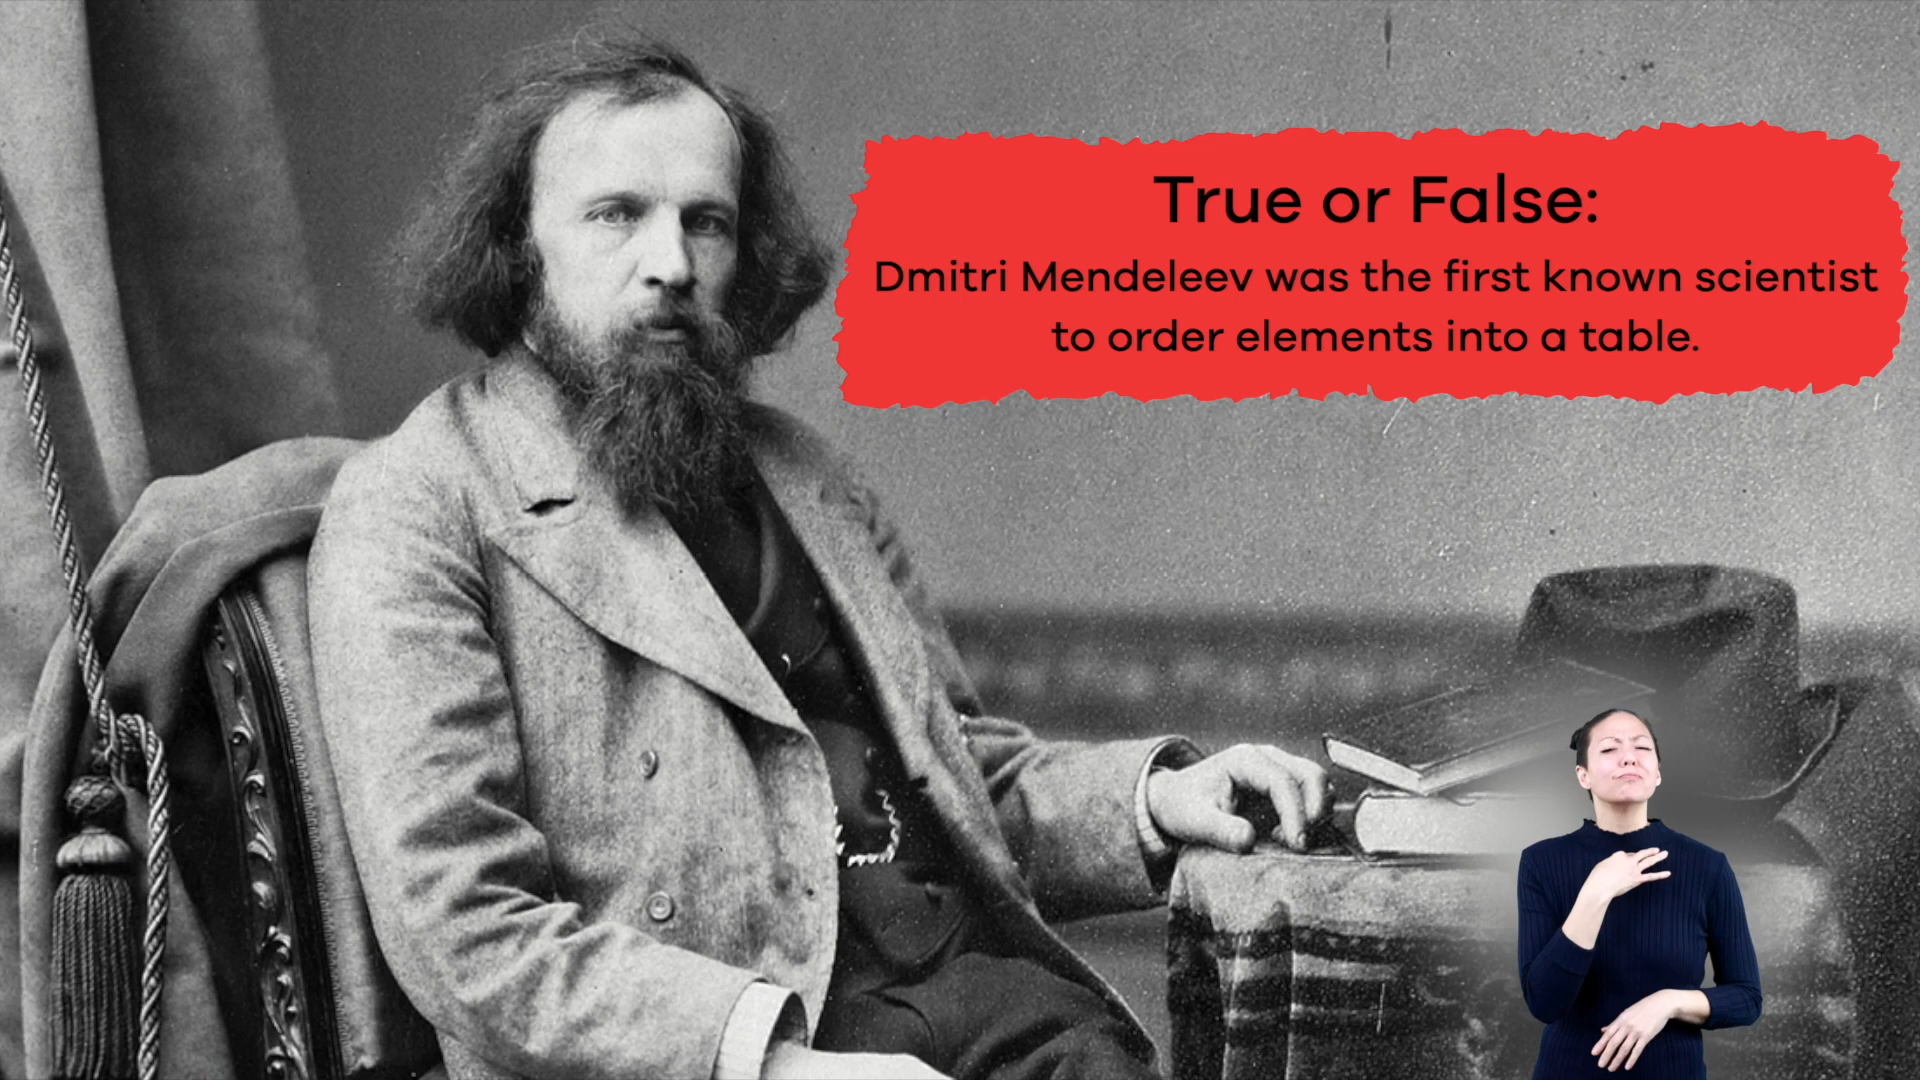 True or False:
Dmitri Mendeleev was the first known scientist
to order elements into a table.